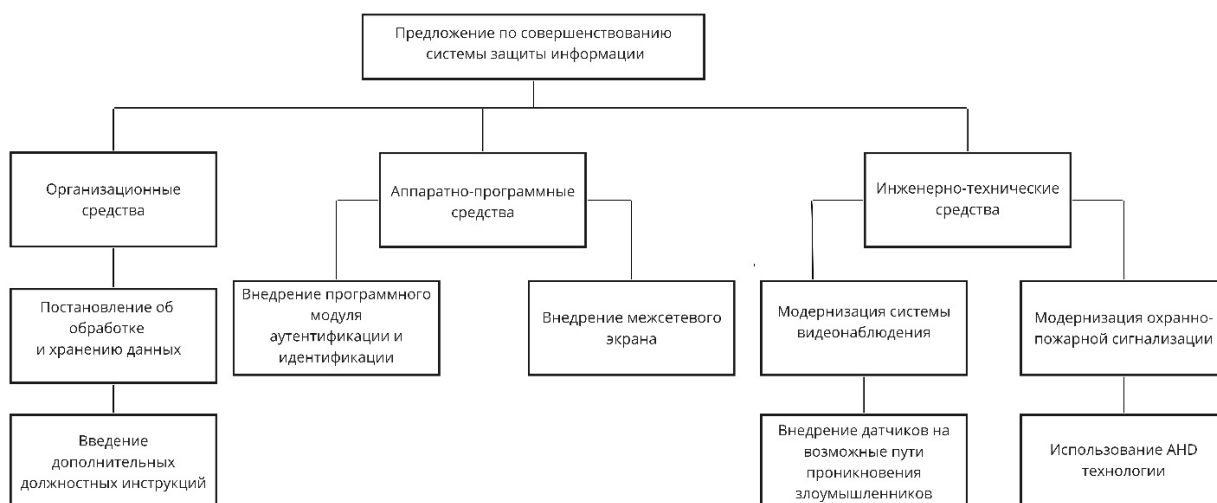 Предложение по совершенствованию
системы защиты информации
Организационные
средства
Аппаратно-программные
средства
Инженерно-технические
средства
Постановление об
обработке
и хранению данных
Внедрение программного
модуля
аутентификации и
идентификации
Внедрение межсетевого
экрана
Модернизация системы
видеонаблюдения
Модернизация охранно-
пожарной сигнализации
Введение
дополнительных
должностных инструкций
Внедрение датчиков на
возможные пути
проникновения
злоумышленников
Использование AHD
технологии